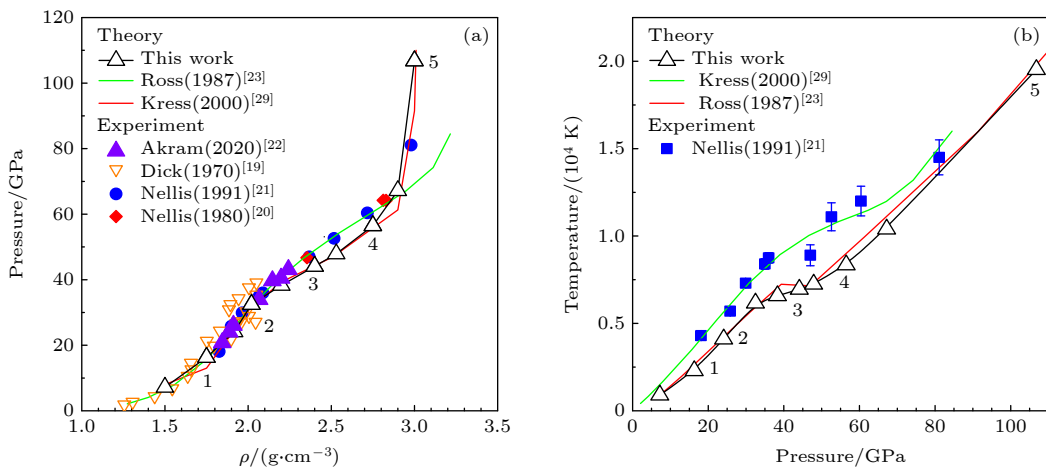 120
100
80
60
40
20
0
Pressure/GPa
(a)
Theory
This work
Ross(1987)[23]
Kress(2000)[29]
Experiment
Akram(2020)[22]
Dick(1970)[19]
Nellis(1991)[21]
Nellis(1980)[20]
1
2
3
4
5
1.0 1.5 2.0 2.5 3.0 3.5
ρ/(g·cm−3)
2.0
1.5
1.0
0.5
0
Temperature/(10⁴ K)
(b)
Theory
This work
Kress(2000)[29]
Ross(1987)[23]
Experiment
Nellis(1991)[21]
1
2
3
4
5
0 20 40 60 80 100
Pressure/GPa